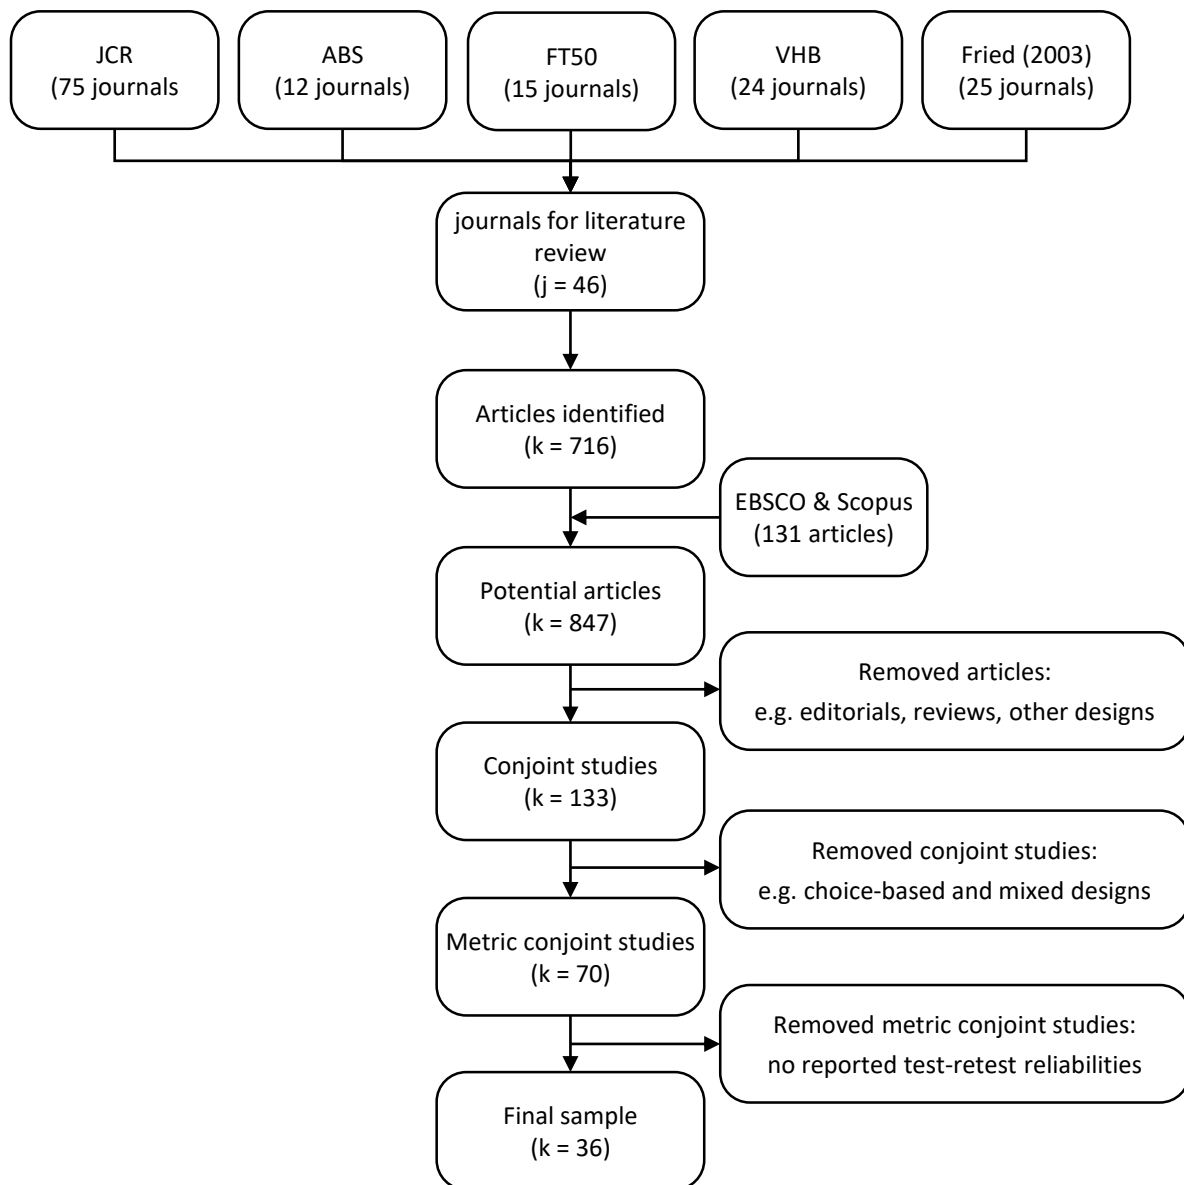 JCR
(75 journals
ABS
(12 journals)
FT50
(15 journals)
VHB
(24 journals)
Fried (2003)
(25 journals)
journals for literature
review
(j = 46)
Articles identified
(k = 716)
EBSCO & Scopus
(131 articles)
Potential articles
(k = 847)
Removed articles:
e.g. editorials, reviews, other designs
Conjoint studies
(k = 133)
Removed conjoint studies:
e.g. choice-based and mixed designs
Metric conjoint studies
(k = 70)
Removed metric conjoint studies:
no reported test-retest reliabilities
Final sample
(k = 36)